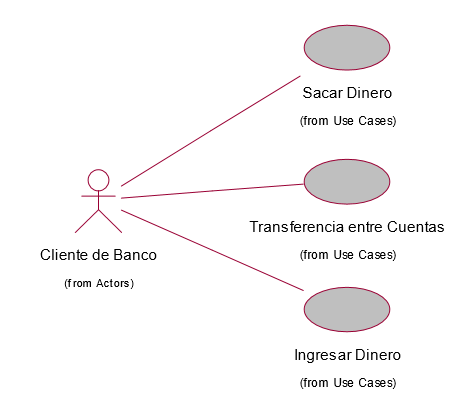 Sacar Dinero
(from Use Cases)
Transferencia entre Cuentas
(from Use Cases)
Cliente de Banco
(from Actors)
Ingresar Dinero
(from Use Cases)